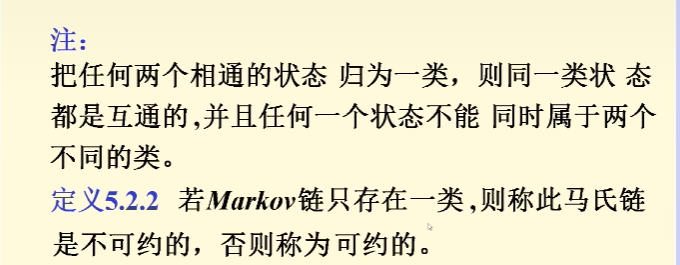 注：
把任何两个相通的状态 归为一类，则同一类状 态
都是互通的,并且任何一个状态不能 同时属于两个
不同的类。
定义5.2.2 若Markov链只存在一类,则称此马氏链
是不可约的，否则称为可约的。